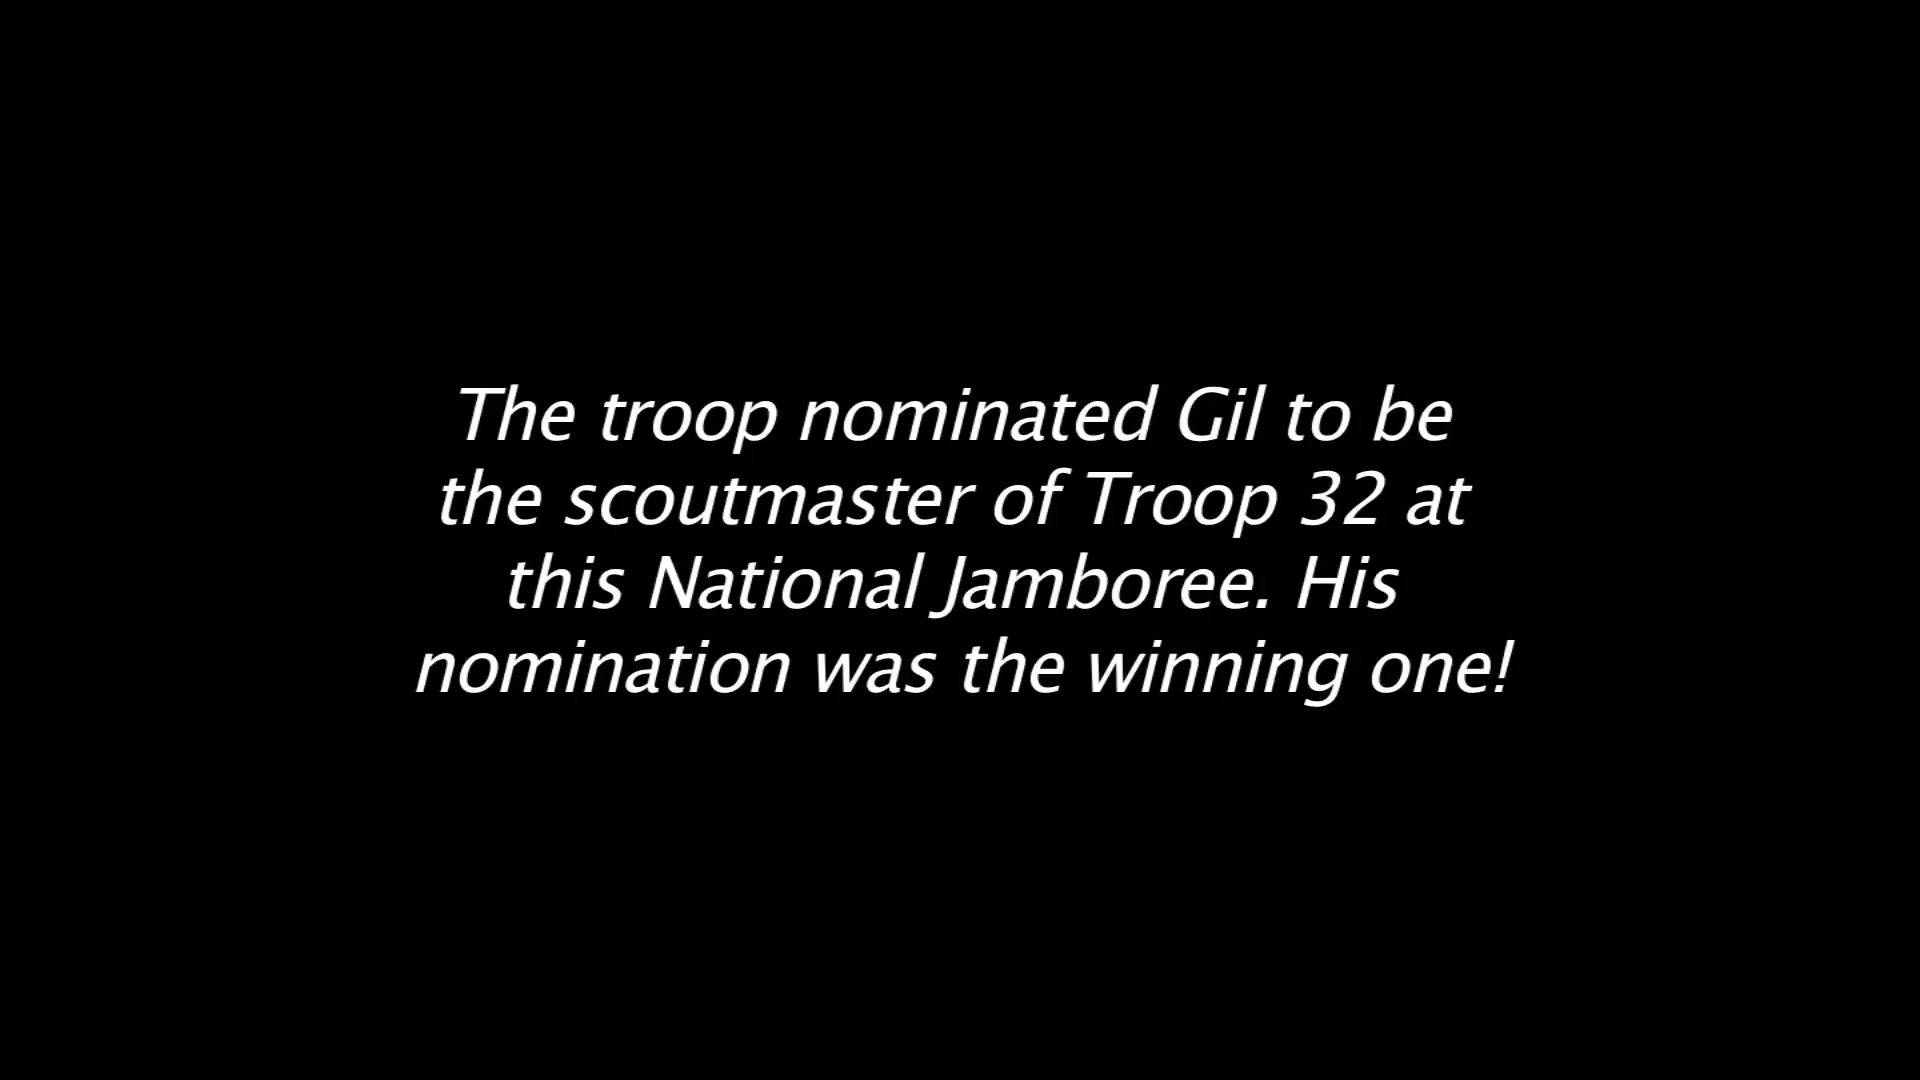 The troop nominated Gil to be
the scoutmaster of Troop 32 at
this National Jamboree. His
nomination was the winning one!